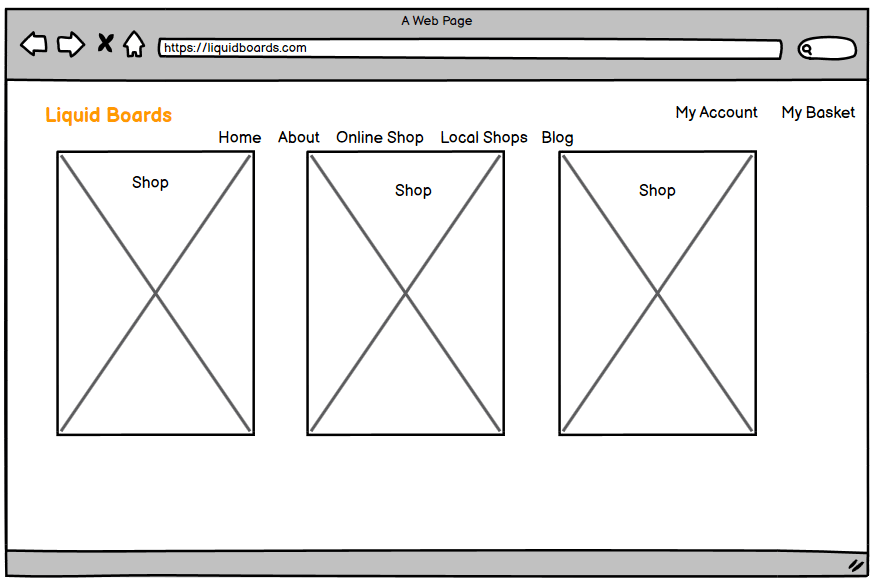 A Web Page
https://liquidboards.com
Liquid Boards
My Account My Basket
Home About Online Shop Local Shops Blog
Shop Shop Shop